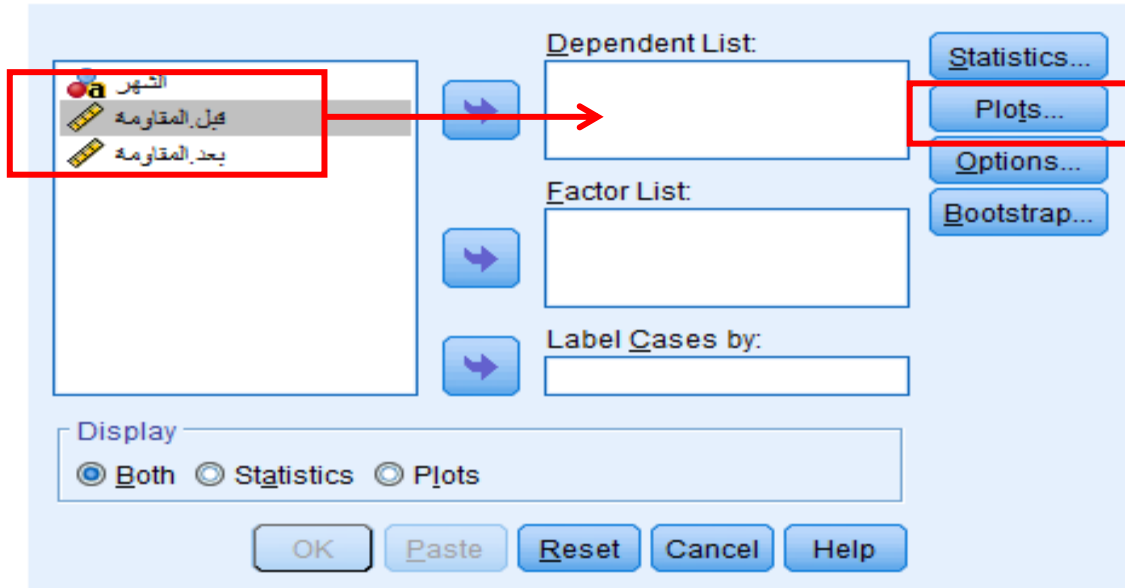 الشهر
قبل.المقاومة
بعد.المقاومة
Dependent List:
Factor List:
Label Cases by:
Statistics...
Plots...
Options...
Bootstrap...
Display
Both Statistics Plots
OK Paste Reset Cancel Help